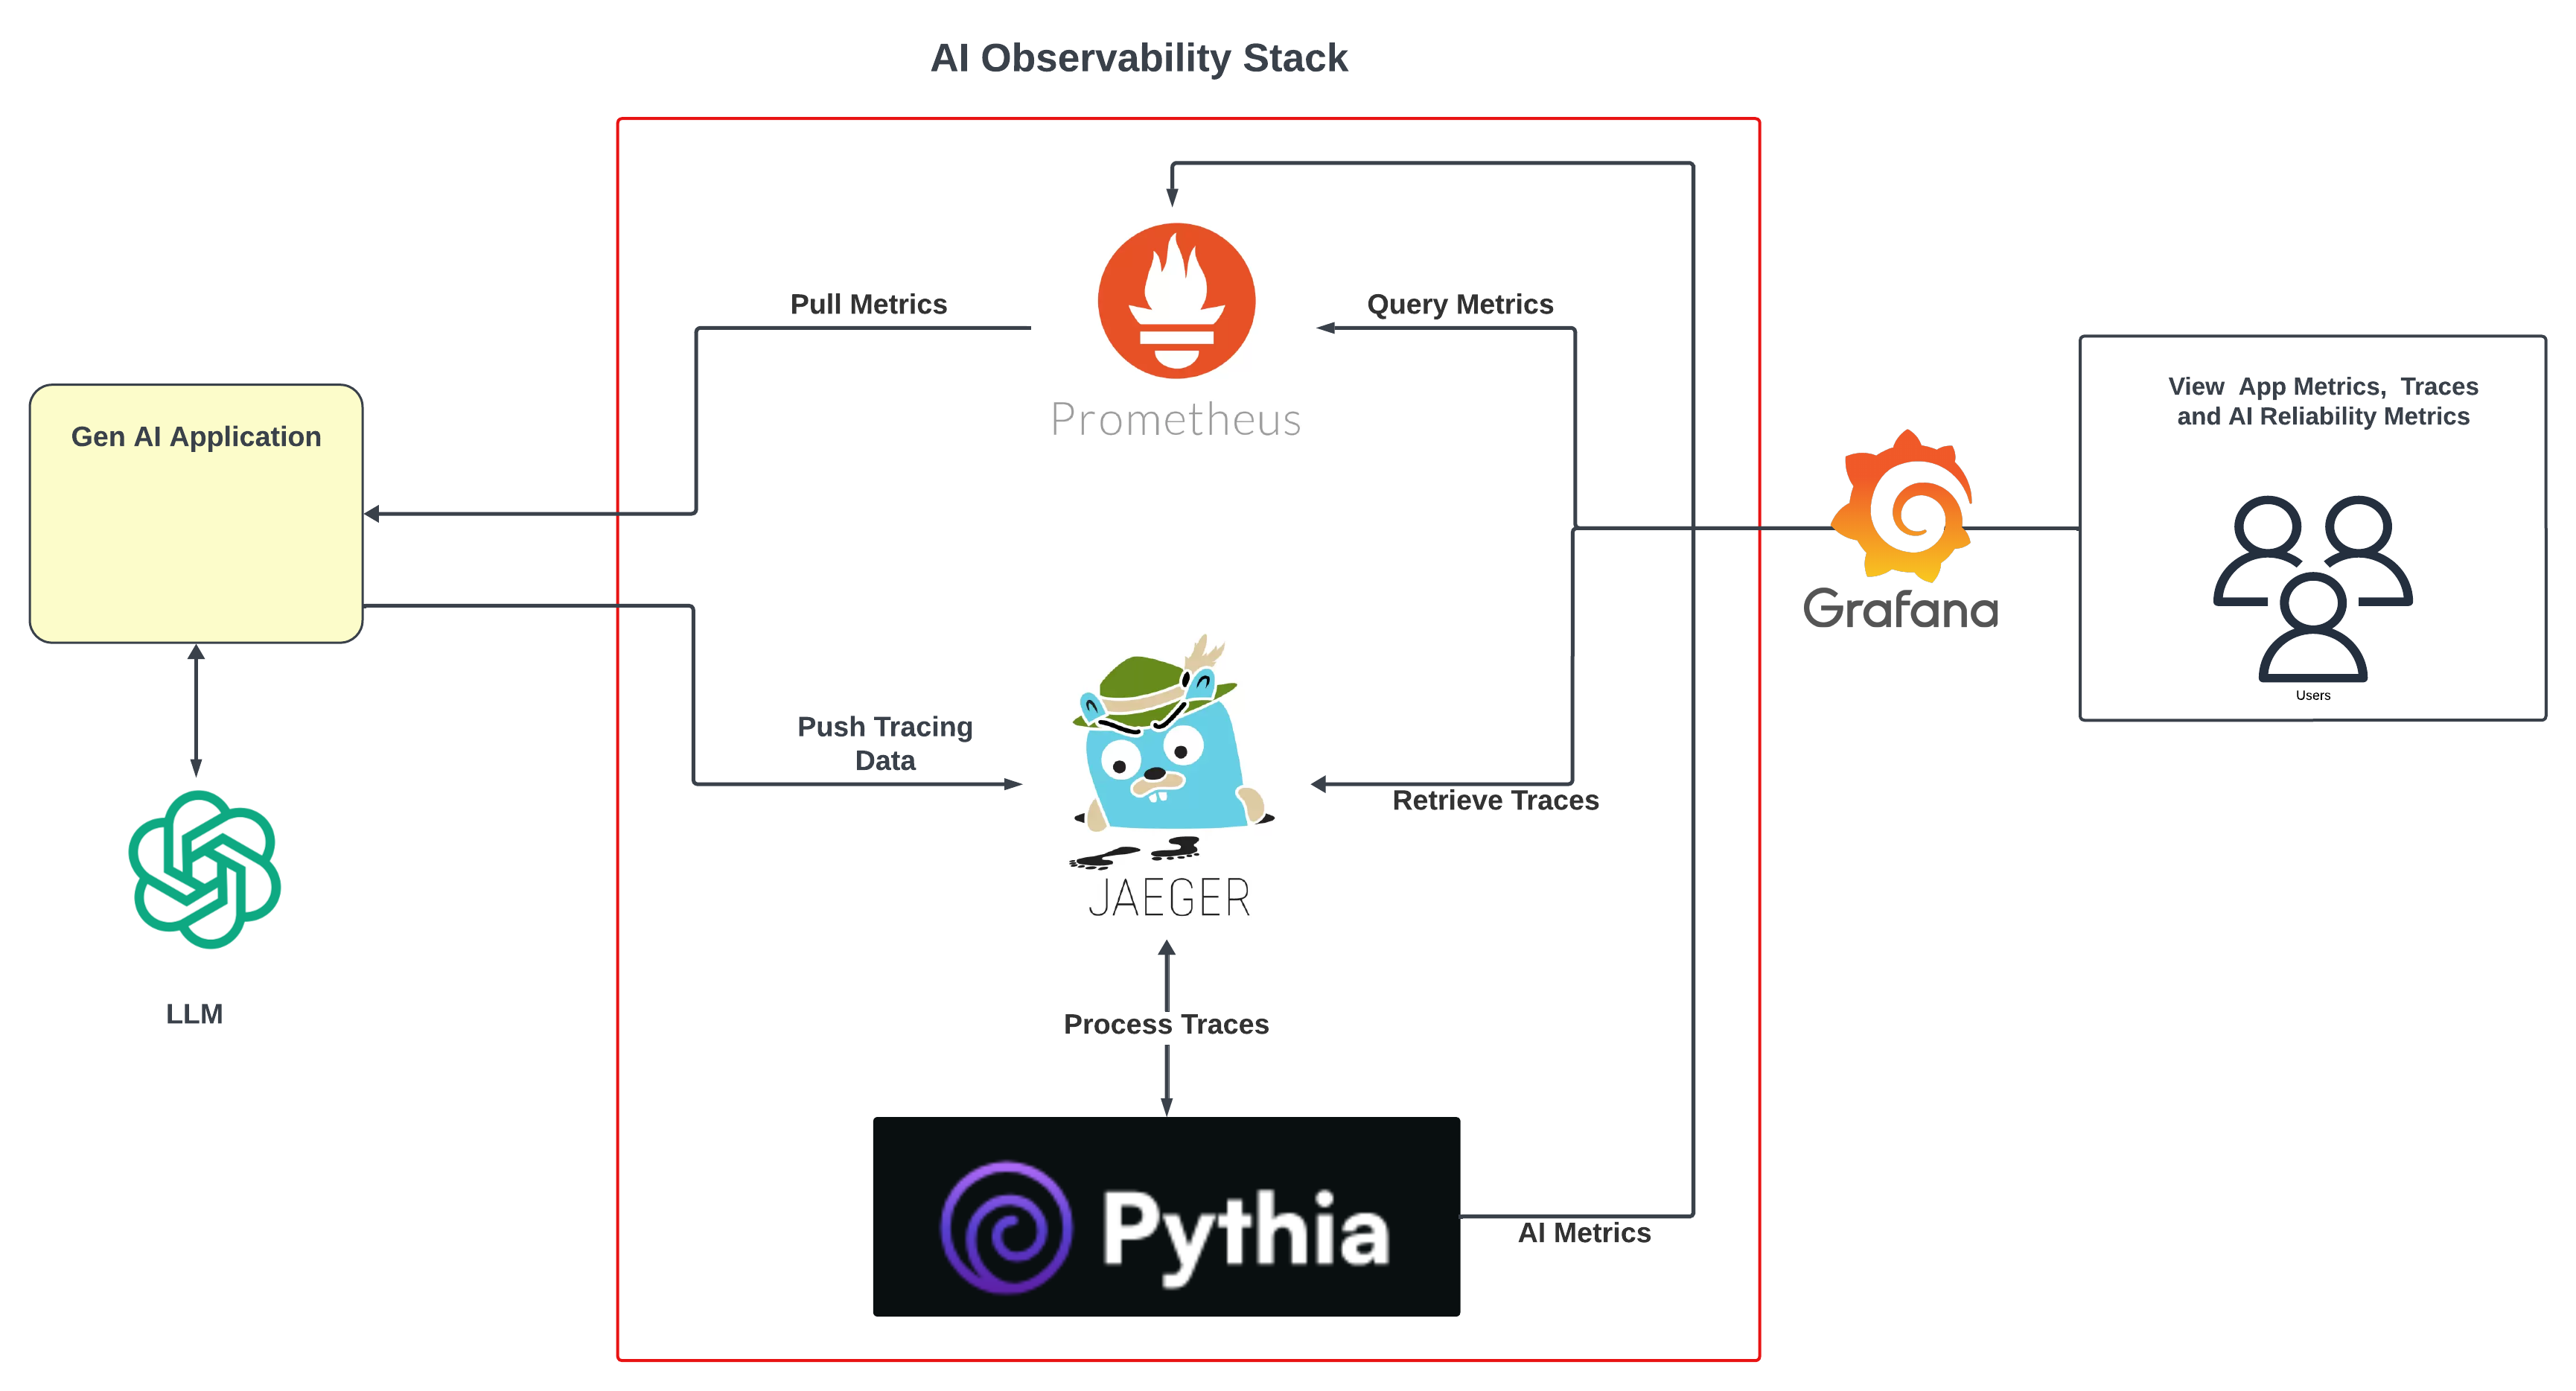 AI Observability Stack
Pull Metrics
Query Metrics
Prometheus
Gen AI Application
View App Metrics, Traces
and AI Reliability Metrics
Users
Grafana
Push Tracing
Data
Retrieve Traces
JAEGER
LLM
Process Traces
Pythia
AI Metrics